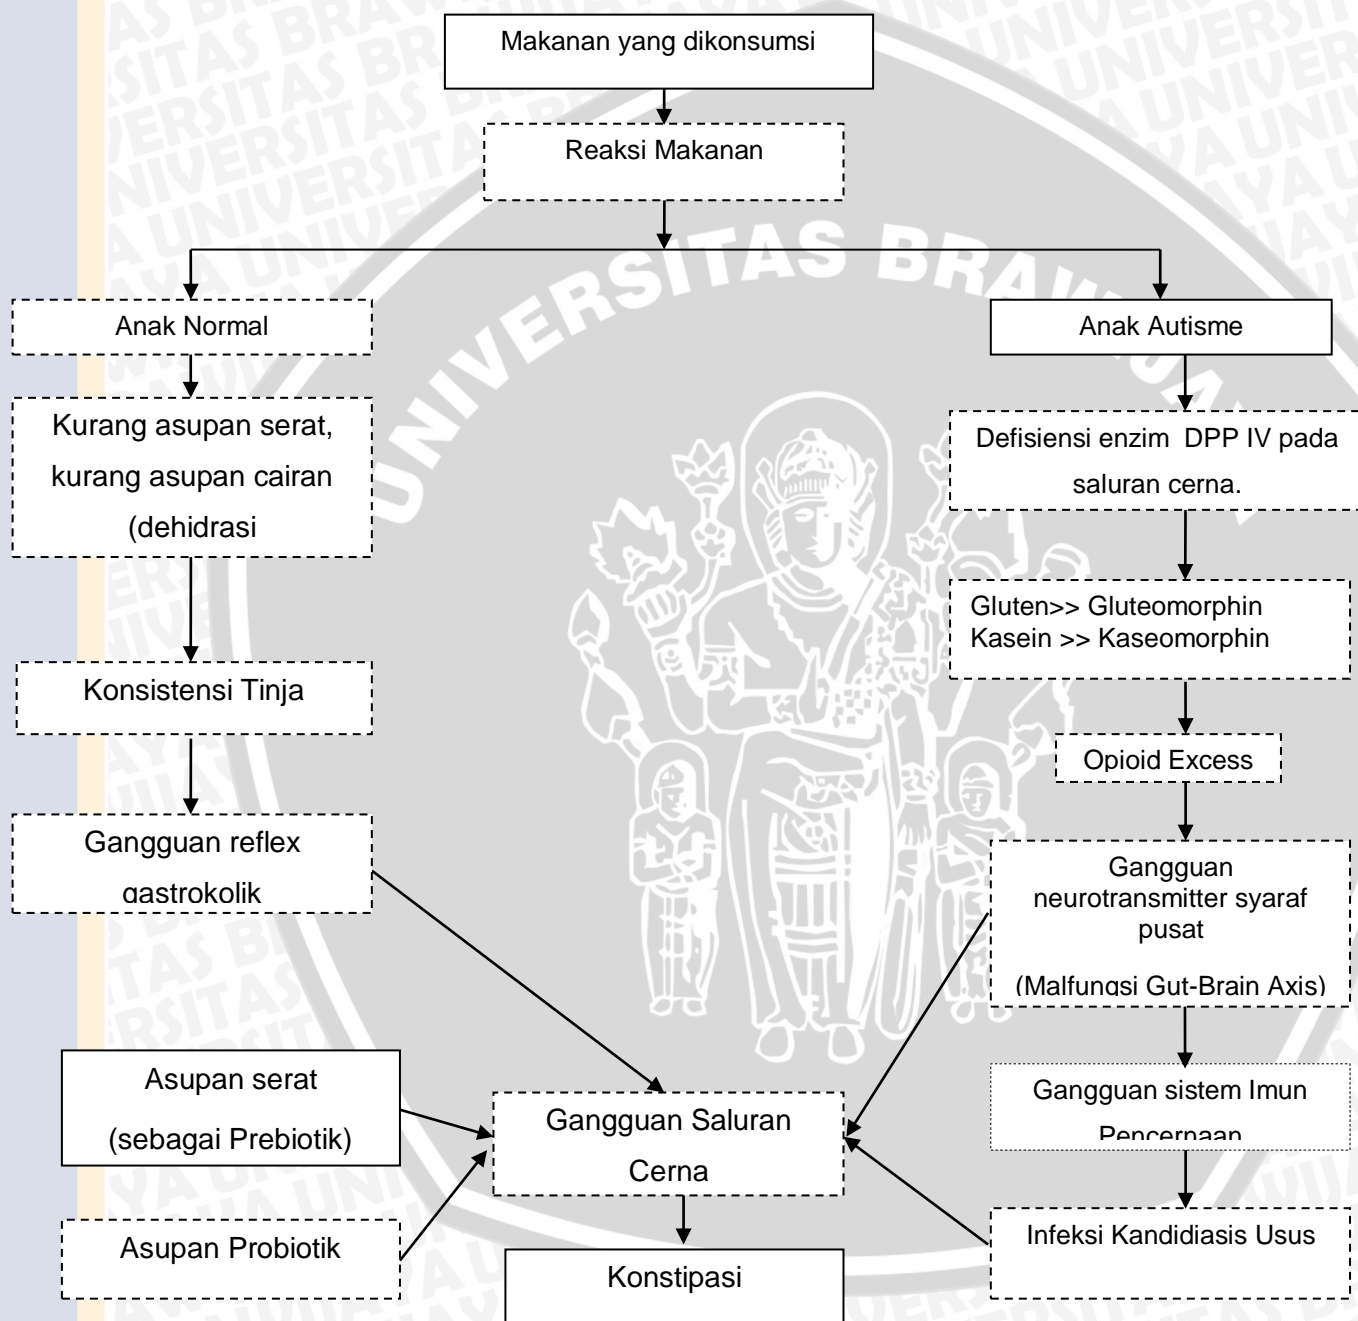 Makanan yang dikonsumsi
Reaksi Makanan
UNIVERSITAS BRAWIJAYA
Anak Normal
Anak Autisme
Kurang asupan serat,
kurang asupan cairan
(dehidrasi
Defisiensi enzim DPP IV pada
saluran cerna.
Gluten>> Gluteomorphin
Kasein >> Kaseomorphin
Konsistensi Tinja
Opioid Excess
Gangguan reflex
gastrokolik
Gangguan
neurotransmitter syaraf
pusat
(Malfungsi Gut-Brain Axis)
Asupan serat
(sebagai Prebiotik)
Gangguan Saluran
Cerna
Gangguan sistem Imun
Pencernaan
Asupan Probiotik
Infeksi Kandidiasis Usus
Konstipasi